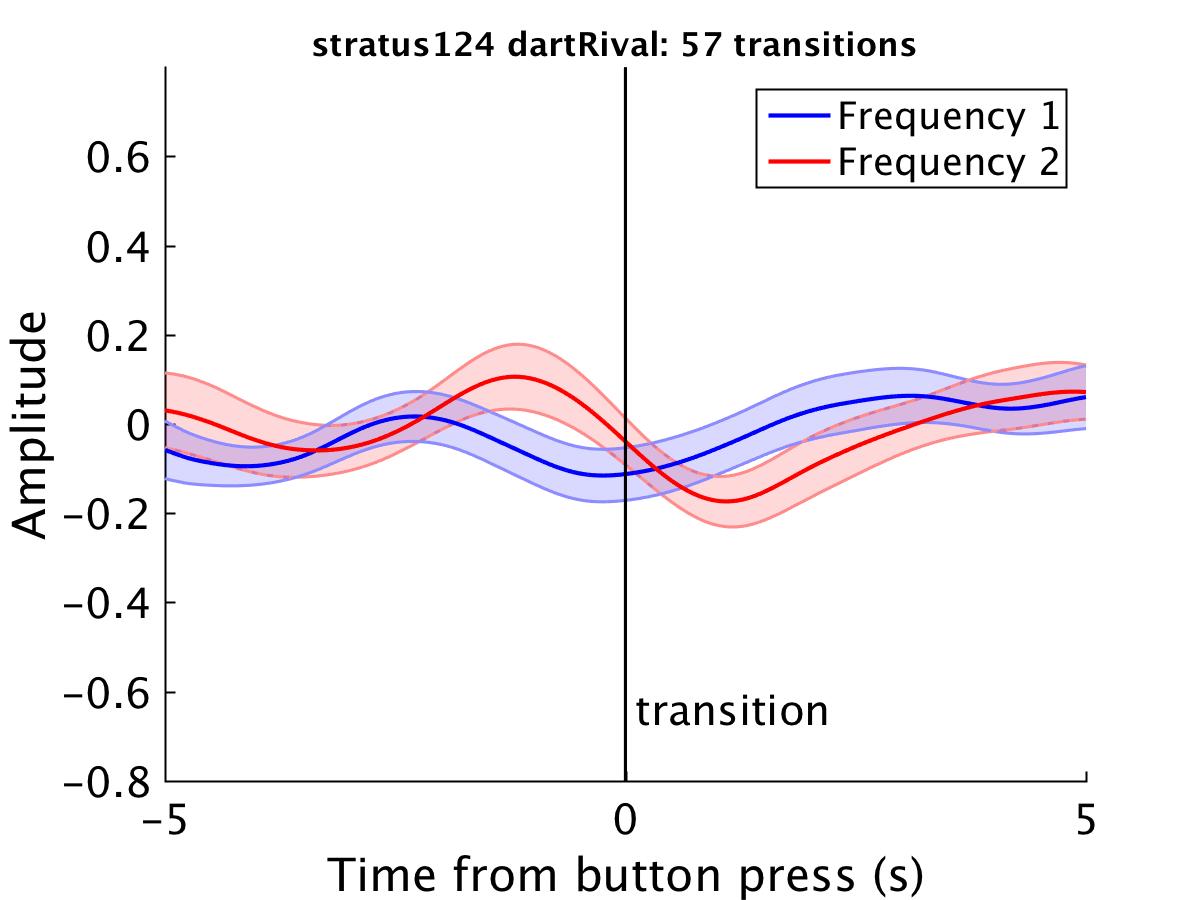 stratus124 dartRival: 57 transitions
Frequency 1
Frequency 2
Amplitude
0.6
0.4
0.2
0
−0.2
−0.4
−0.6
−0.8
transition
−5
0
5
Time from button press (s)